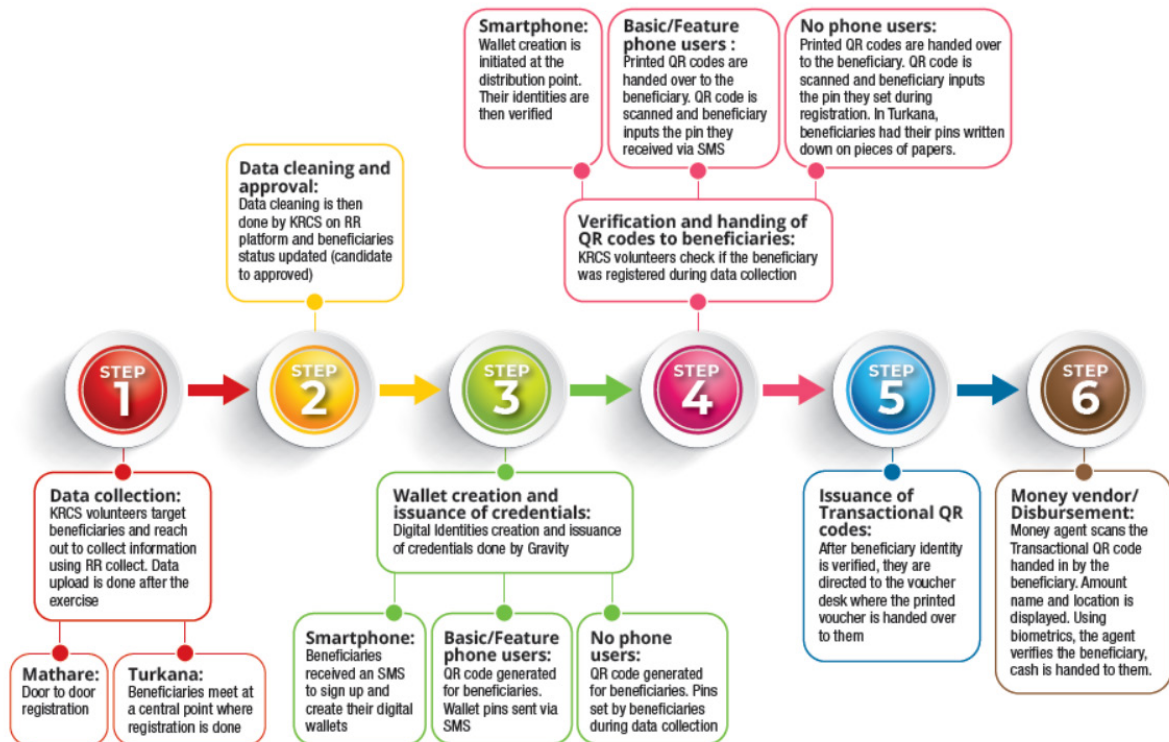 Smartphone:
Wallet creation is
initiated at the
distribution point.
Their identities are
then verified
Basic/Feature
phone users :
Printed QR codes are
handed over to the
beneficiary. QR code is
scanned and beneficiary
inputs the pin they
received via SMS
No phone users:
Printed QR codes are handed over
to the beneficiary. QR code is
scanned and beneficiary inputs
the pin they set during
registration. In Turkana,
beneficiaries had their pins written
down on pieces of papers.
Data cleaning and
approval:
Data cleaning is then
done by KRCS on RR
platform and beneficiaries
status updated (candidate
to approved)
Verification and handing of
QR codes to beneficiaries:
KRCS volunteers check if the beneficiary
was registered during data collection
STEP
1
STEP
2
STEP
3
STEP
4
STEP
5
STEP
6
Data collection:
KRCS volunteers target
beneficiaries and reach
out to collect information
using RR collect. Data
upload is done after the
exercise
Mathare:
Door to door
registration
Turkana:
Beneficiaries meet at
a central point where
registration is done
Wallet creation and
issuance of credentials:
Digital Identities creation and issuance
of credentials done by Gravity
Smartphone:
Beneficiaries
received an SMS
to sign up and
create their digital
wallets
Basic/Feature
phone users:
QR code generated
for beneficiaries.
Wallet pins sent via
SMS
No phone
users:
QR code generated
for beneficiaries. Pins
set by beneficiaries
during data collection
Issuance of
Transactional QR
codes:
After beneficiary identity
is verified, they are
directed to the voucher
desk where the printed
voucher is handed over
to them
Money vendor/
Disbursement:
Money agent scans the
Transactional QR code
handed in by the
beneficiary. Amount
name and location is
displayed. Using
biometrics, the agent
verifies the beneficiary,
cash is handed to them.